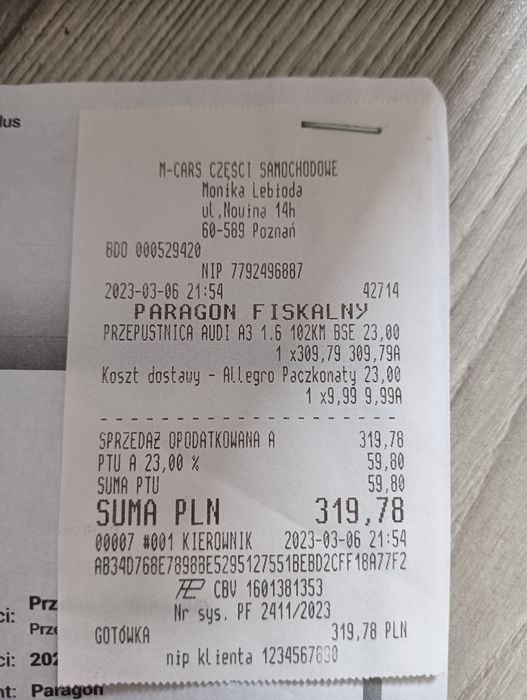 lus
M-CARS CZĘŚCI SAMOCHODOWE
Monika Lebioda
ul.Nowina 14h
60-589 Poznań
BDO 000529420
NIP 7792496887
2023-03-06 21:54 42714
PARAGON FISKALNY
PRZEPUSTNICA AUDI A3 1.6 102KM BSE 23,00
1 x309,79 309,79A
Koszt dostawy - Allegro Paczkomaty 23,00
1 x9,99 9,99A
SPRZEDAŻ OPODATKOWANA A 319,78
PTU A 23,00 % 59,80
SUMA PTU 59,80
SUMA PLN 319,78
00007 #001 KIEROWNIK 2023-03-06 21:54
AB34D768E7898BE5295127551BEBD2CFF18A77F2
CBV 1601381353
Nr sys. PF 2411/2023
GOTÓWKA 319,78 PLN
nip klienta 1234567890
ci: Prz
Prze
ci: 202
nt: Paragon